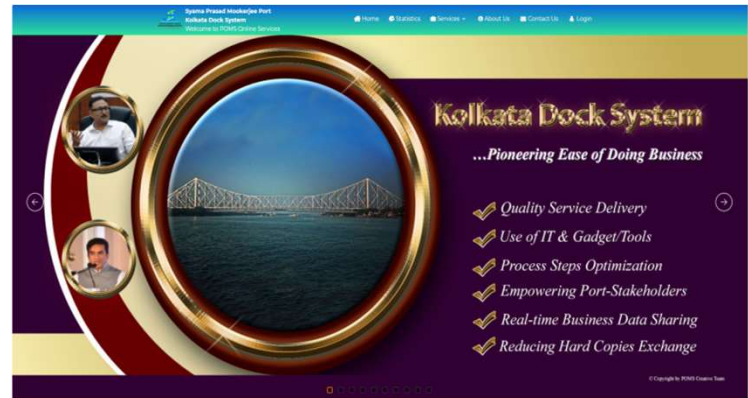 Syama Prasad Mookerjee Port
Kolkata Dock System
Welcome to POMS Online Services
Home Statistics Services About Us Contact Us Login
Kolkata Dock System
...Pioneering Ease of Doing Business
Quality Service Delivery
Use of IT & Gadget/Tools
Process Steps Optimization
Empowering Port-Stakeholders
Real-time Business Data Sharing
Reducing Hard Copies Exchange
© Copyright by POMS Creative Team